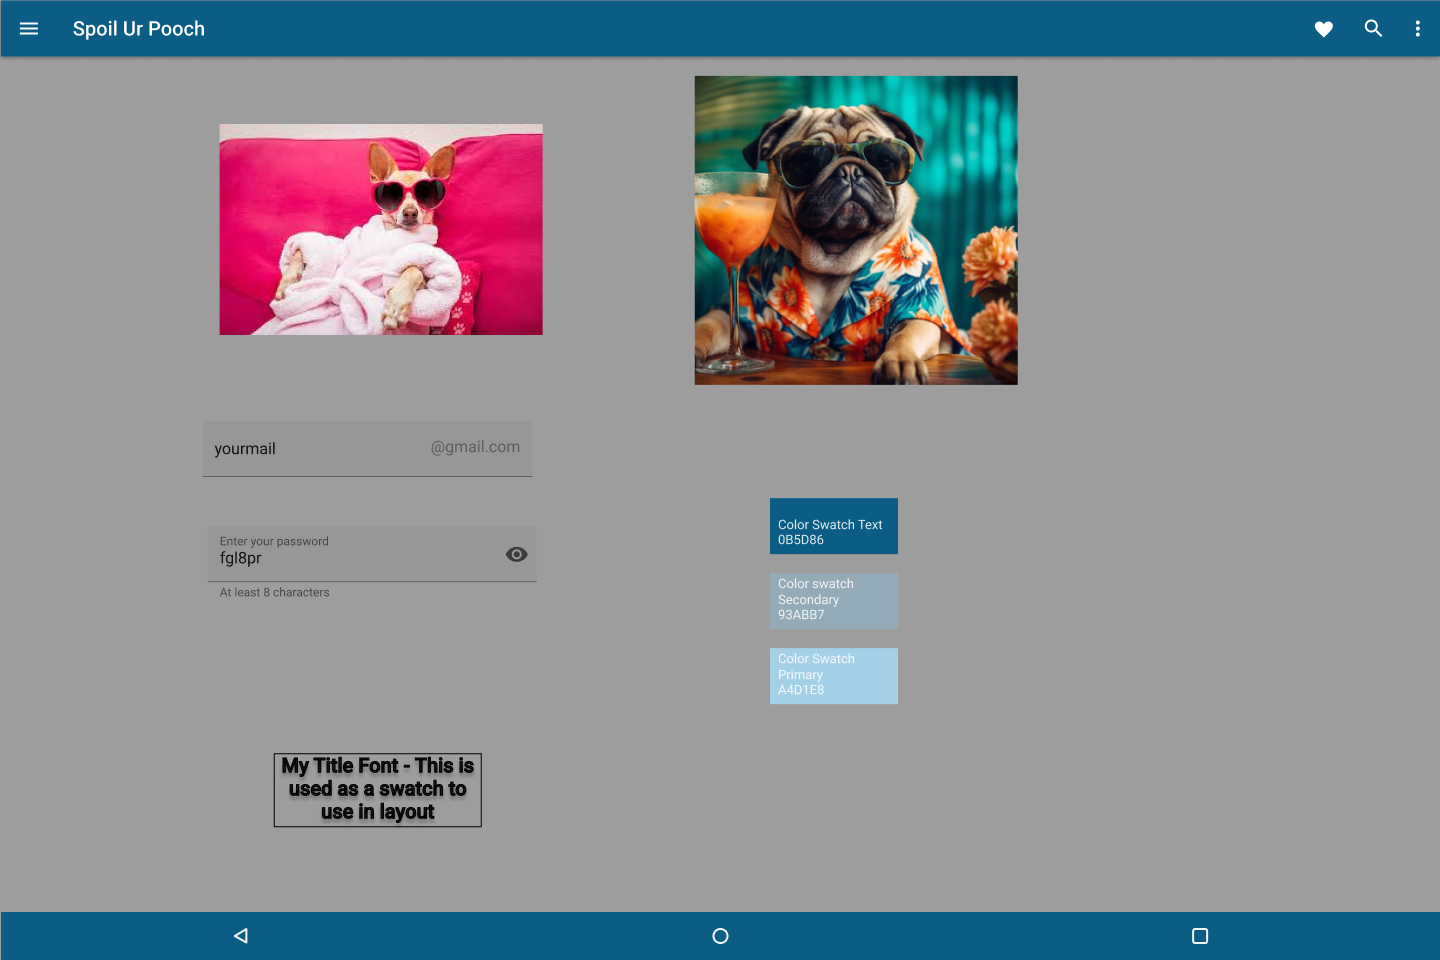 Spoil Ur Pooch
yourmail
@gmail.com
Enter your password
fgl8pr
At least 8 characters
Color Swatch Text
0B5D86
Color swatch
Secondary
93ABB7
Color Swatch
Primary
A4D1E8
My Title Font - This is
used as a swatch to
use in layout